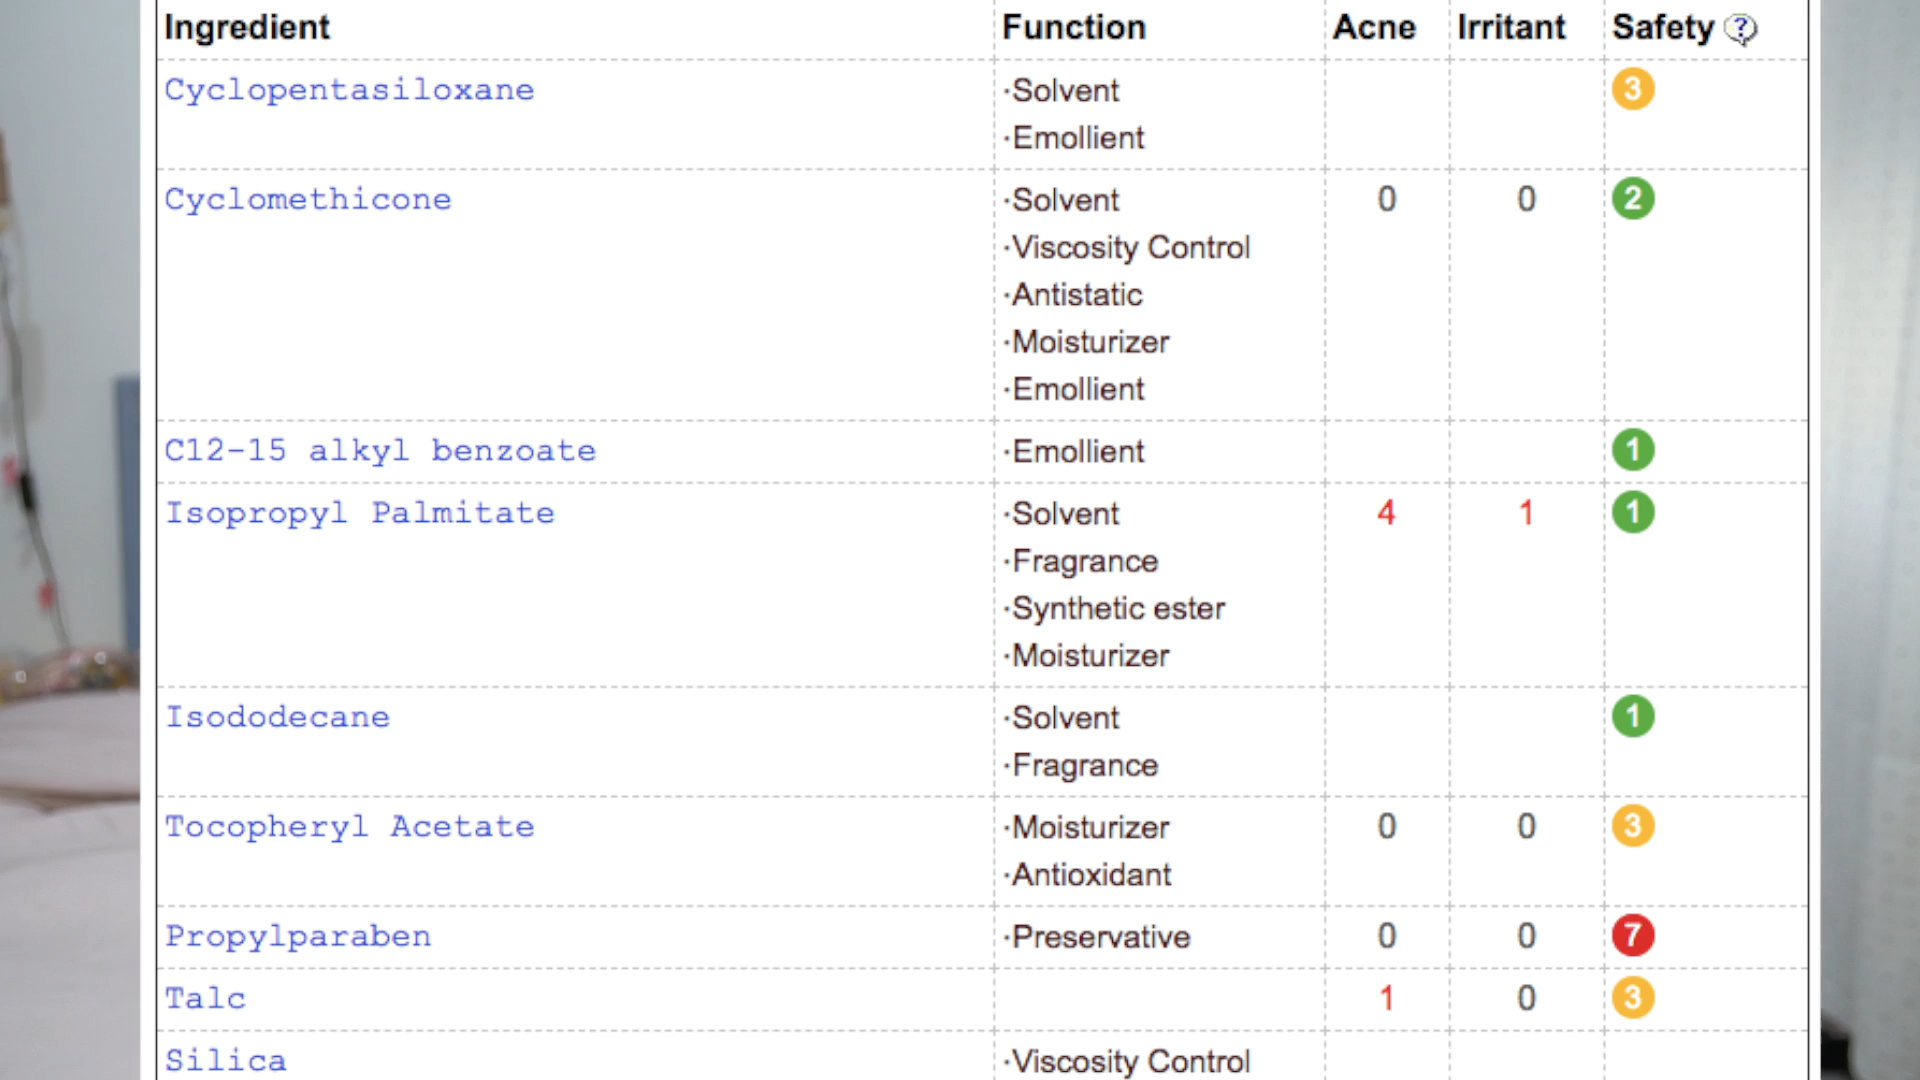 Ingredient Function Acne Irritant Safety ?
Cyclopentasiloxane ·Solvent 3
·Emollient
Cyclomethicone ·Solvent 0 0 2
·Viscosity Control
·Antistatic
·Moisturizer
·Emollient
C12-15 alkyl benzoate ·Emollient 1
Isopropyl Palmitate ·Solvent 4 1 1
·Fragrance
·Synthetic ester
·Moisturizer
Isododecane ·Solvent 1
·Fragrance
Tocopheryl Acetate ·Moisturizer 0 0 3
·Antioxidant
Propylparaben ·Preservative 0 0 7
Talc 1 0 3
Silica ·Viscosity Control